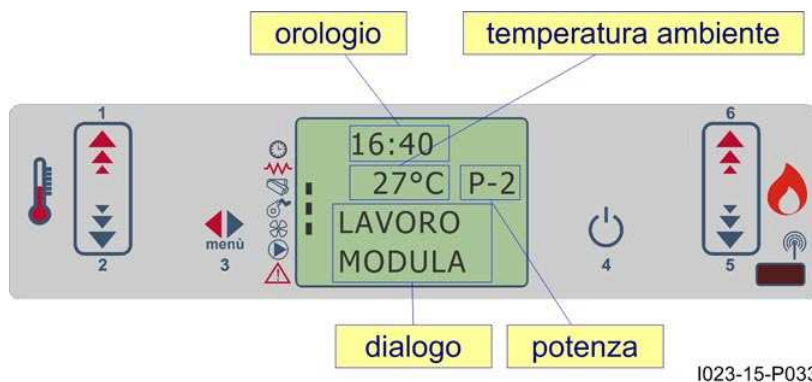 orologio
temperatura ambiente
1
6
16:40
27°C
P-2
LAVORO
MODULA
menù
2
3
4
5
dialogo
potenza
I023-15-P033